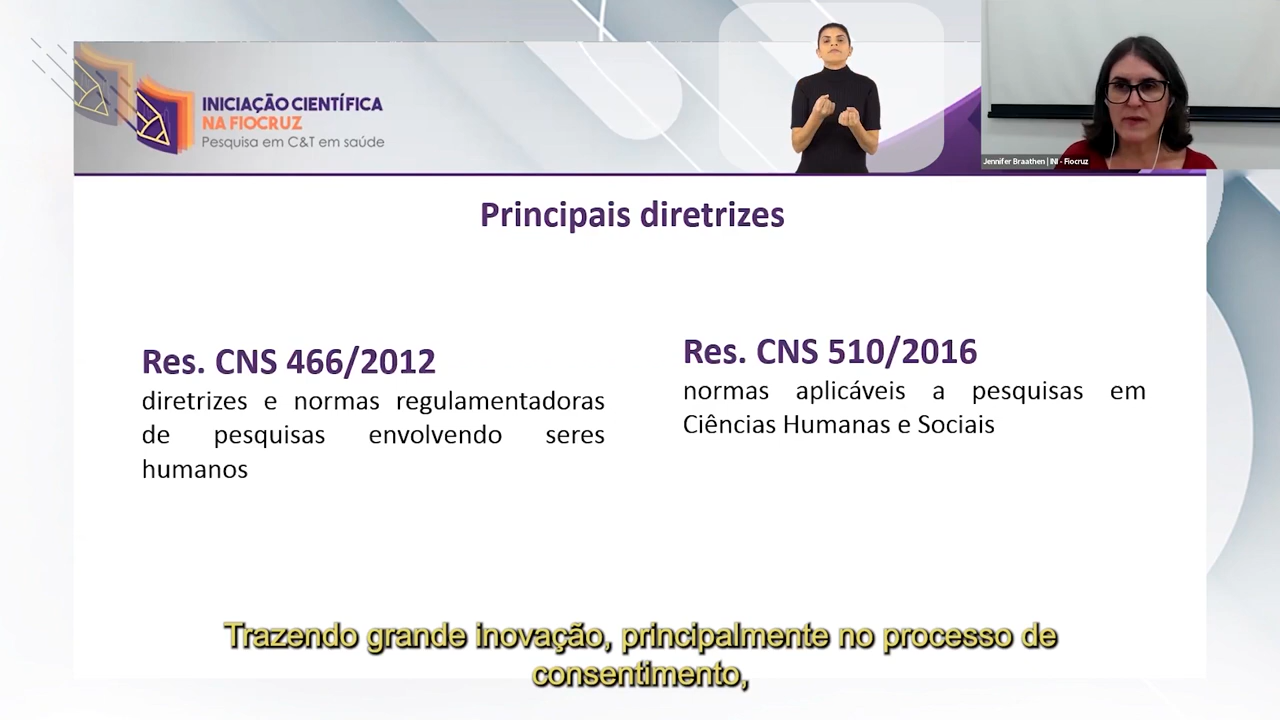 INICIAÇÃO CIENTÍFICA
NA FIOCRUZ
Pesquisa em C&T em saúde
Jennifer Braathen | INI - Fiocruz
Principais diretrizes
Res. CNS 466/2012
diretrizes e normas regulamentadoras
de pesquisas envolvendo seres
humanos
Res. CNS 510/2016
normas aplicáveis a pesquisas em
Ciências Humanas e Sociais
Trazendo grande inovação, principalmente no processo de
consentimento,